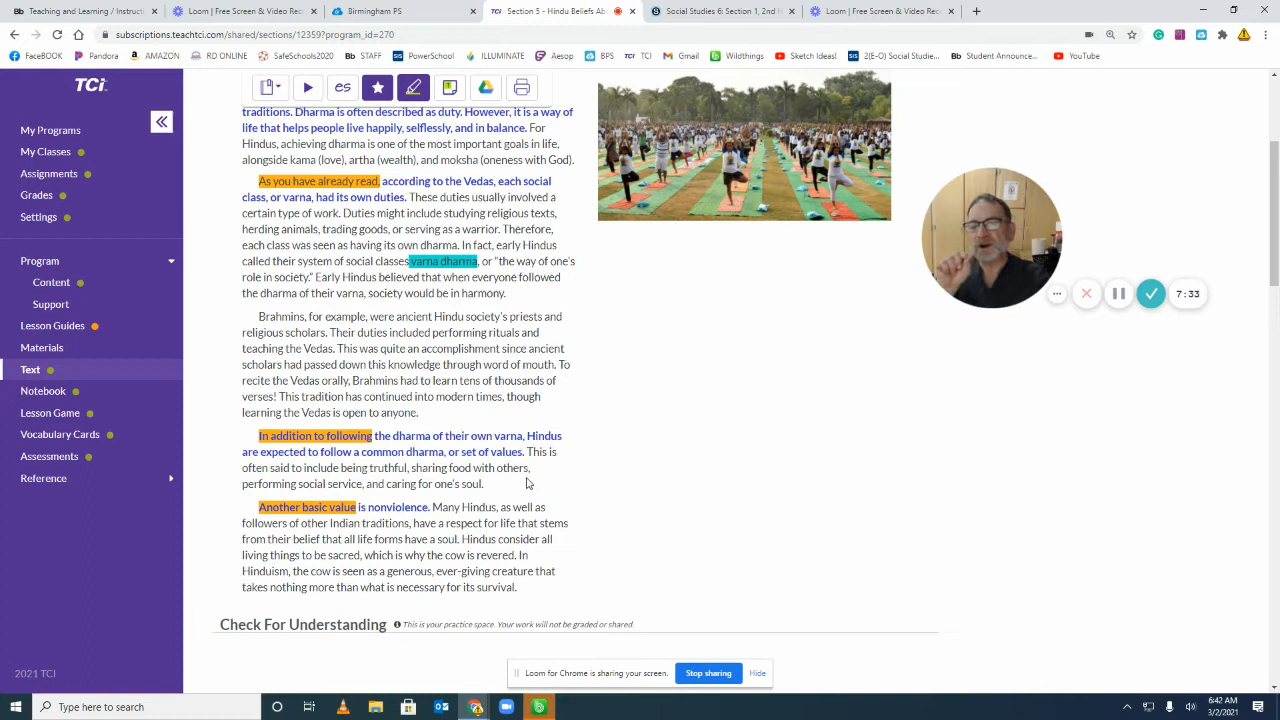 Bb Teaching / Learning / Instruct
Loom | Free Screen & Video Rec
Birmingham PS
TCI Section 5 - Hindu Beliefs Abo
Social Studies 6: Section 1, 2nd H
Loom | Free Screen & Video Rec
subscriptions.teachtci.com/shared/sections/12359?program_id=270
FaceBOOK
Pandora
AMAZON
RD ONLINE
SafeSchools2020
Bb STAFF
SIS PowerSchool
ILLUMINATE
Aesop
BPS
TCI TCI
Gmail
Wildthings
Sketch Ideas!
SIS 2(E-O) Social Studie...
Bb Student Announce...
YouTube
TCi
My Programs
My Classes
Assignments
Grades
Settings
Program
Content
Support
Lesson Guides
Materials
Text
Notebook
Lesson Game
Vocabulary Cards
Assessments
Reference
2021 TCI
es
traditions. Dharma is often described as duty. However, it is a way of
life that helps people live happily, selflessly, and in balance. For
Hindus, achieving dharma is one of the most important goals in life,
alongside kama (love), artha (wealth), and moksha (oneness with God).
As you have already read, according to the Vedas, each social
class, or varna, had its own duties. These duties usually involved a
certain type of work. Duties might include studying religious texts,
herding animals, trading goods, or serving as a warrior. Therefore,
each class was seen as having its own dharma. In fact, early Hindus
called their system of social classes varna dharma, or “the way of one's
role in society.” Early Hindus believed that when everyone followed
the dharma of their varna, society would be in harmony.
Brahmins, for example, were ancient Hindu society's priests and
religious scholars. Their duties included performing rituals and
teaching the Vedas. This was quite an accomplishment since ancient
scholars had passed down this knowledge through word of mouth. To
recite the Vedas orally, Brahmins had to learn tens of thousands of
verses! This tradition has continued into modern times, though
learning the Vedas is open to anyone.
In addition to following the dharma of their own varna, Hindus
are expected to follow a common dharma, or set of values. This is
often said to include being truthful, sharing food with others,
performing social service, and caring for one's soul.
Another basic value is nonviolence. Many Hindus, as well as
followers of other Indian traditions, have a respect for life that stems
from their belief that all life forms have a soul. Hindus consider all
living things to be sacred, which is why the cow is revered. In
Hinduism, the cow is seen as a generous, ever-giving creature that
takes nothing more than what is necessary for its survival.
Check For Understanding This is your practice space. Your work will not be graded or shared.
7:33
Loom for Chrome is sharing your screen. Stop sharing Hide
Type here to search
6:42 AM
3/2/2021